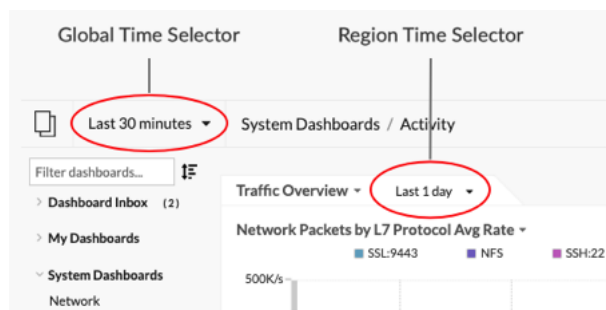 Global Time Selector
Region Time Selector
Last 30 minutes
System Dashboards / Activity
Filter dashboards...
Traffic Overview
Last 1 day
Dashboard Inbox (2)
My Dashboards
Network Packets by L7 Protocol Avg Rate
SSL:9443
NFS
SSH:22
System Dashboards
500K/s
Network